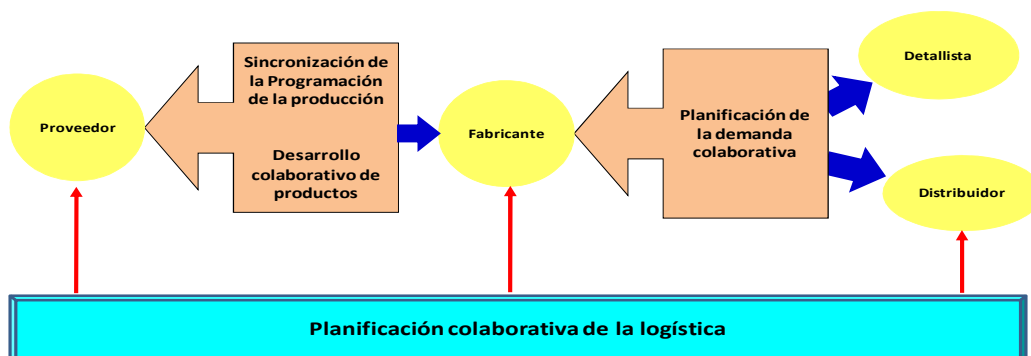 Proveedor
Sincronización de
la Programación
de la producción
Desarrollo
colaborativo de
productos
Fabricante
Planificación de
la demanda
colaborativa
Detallista
Distribuidor
Planificación colaborativa de la logística